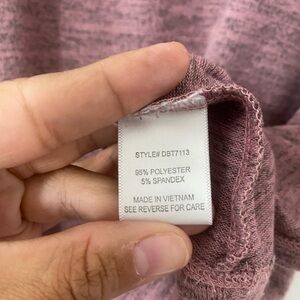 STYLE# DBT7113
95% POLYESTER
5% SPANDEX
MADE IN VIETNAM
SEE REVERSE FOR CARE